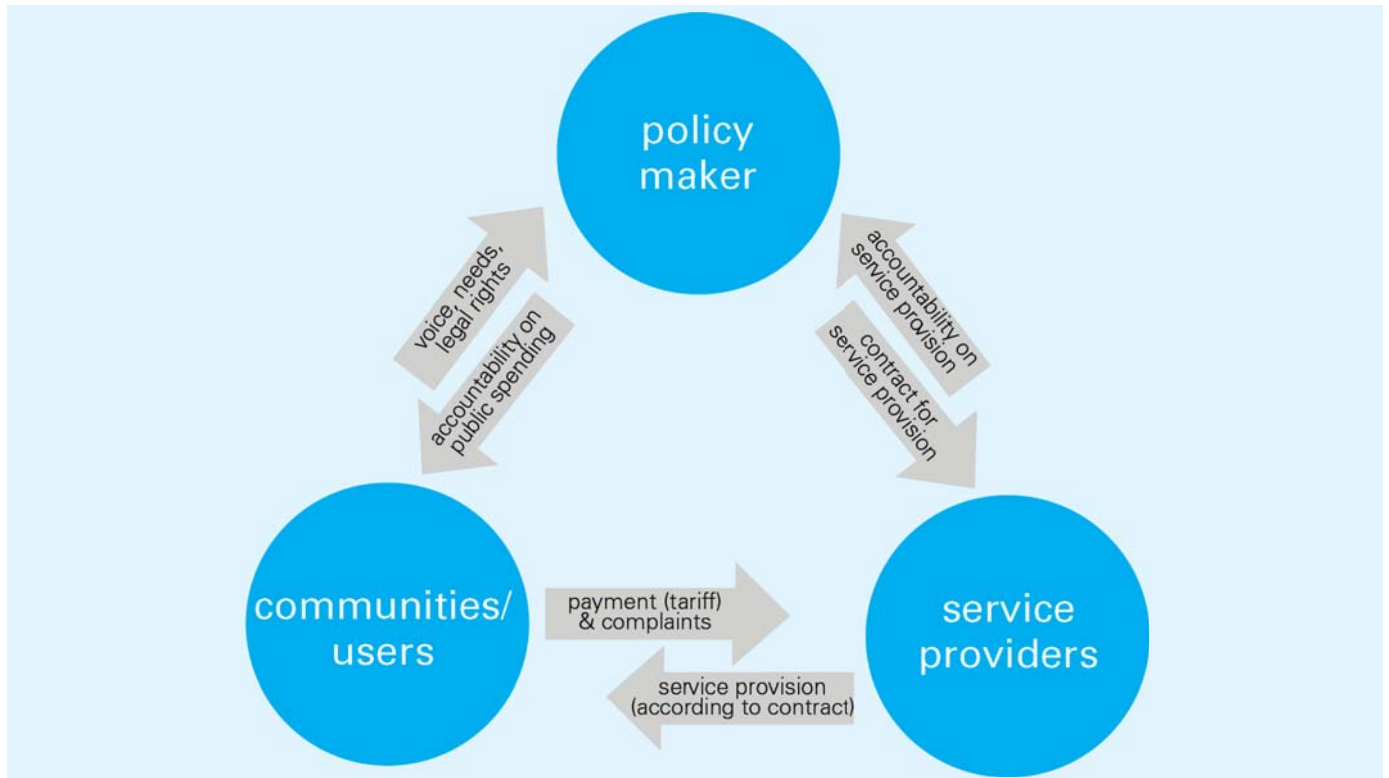 policy
maker
voice, needs,
legal rights
accountability on
public spending
accountability on
service provision
contract for
service provision
communities/
users
payment (tariff)
& complaints
service provision
(according to contract)
service
providers